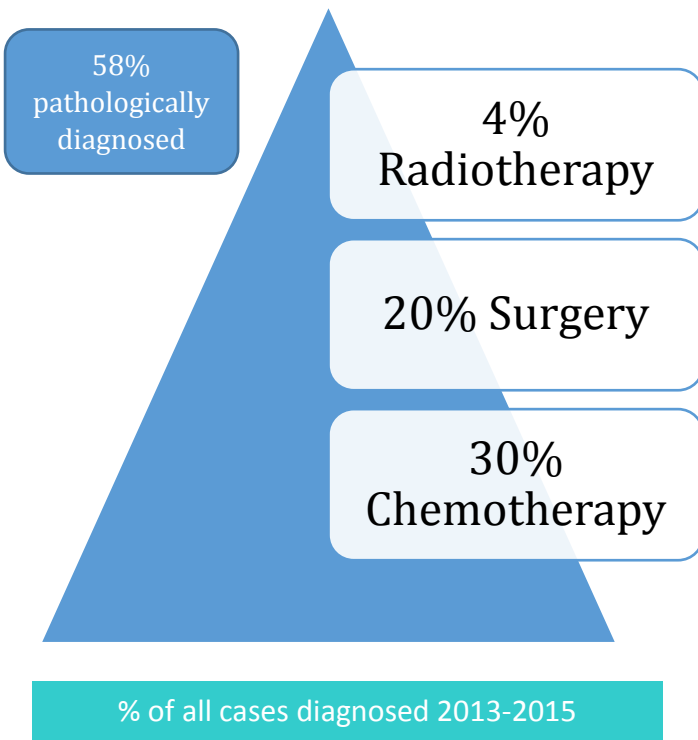 58%
pathologically
diagnosed
4%
Radiotherapy
20% Surgery
30%
Chemotherapy
% of all cases diagnosed 2013-2015